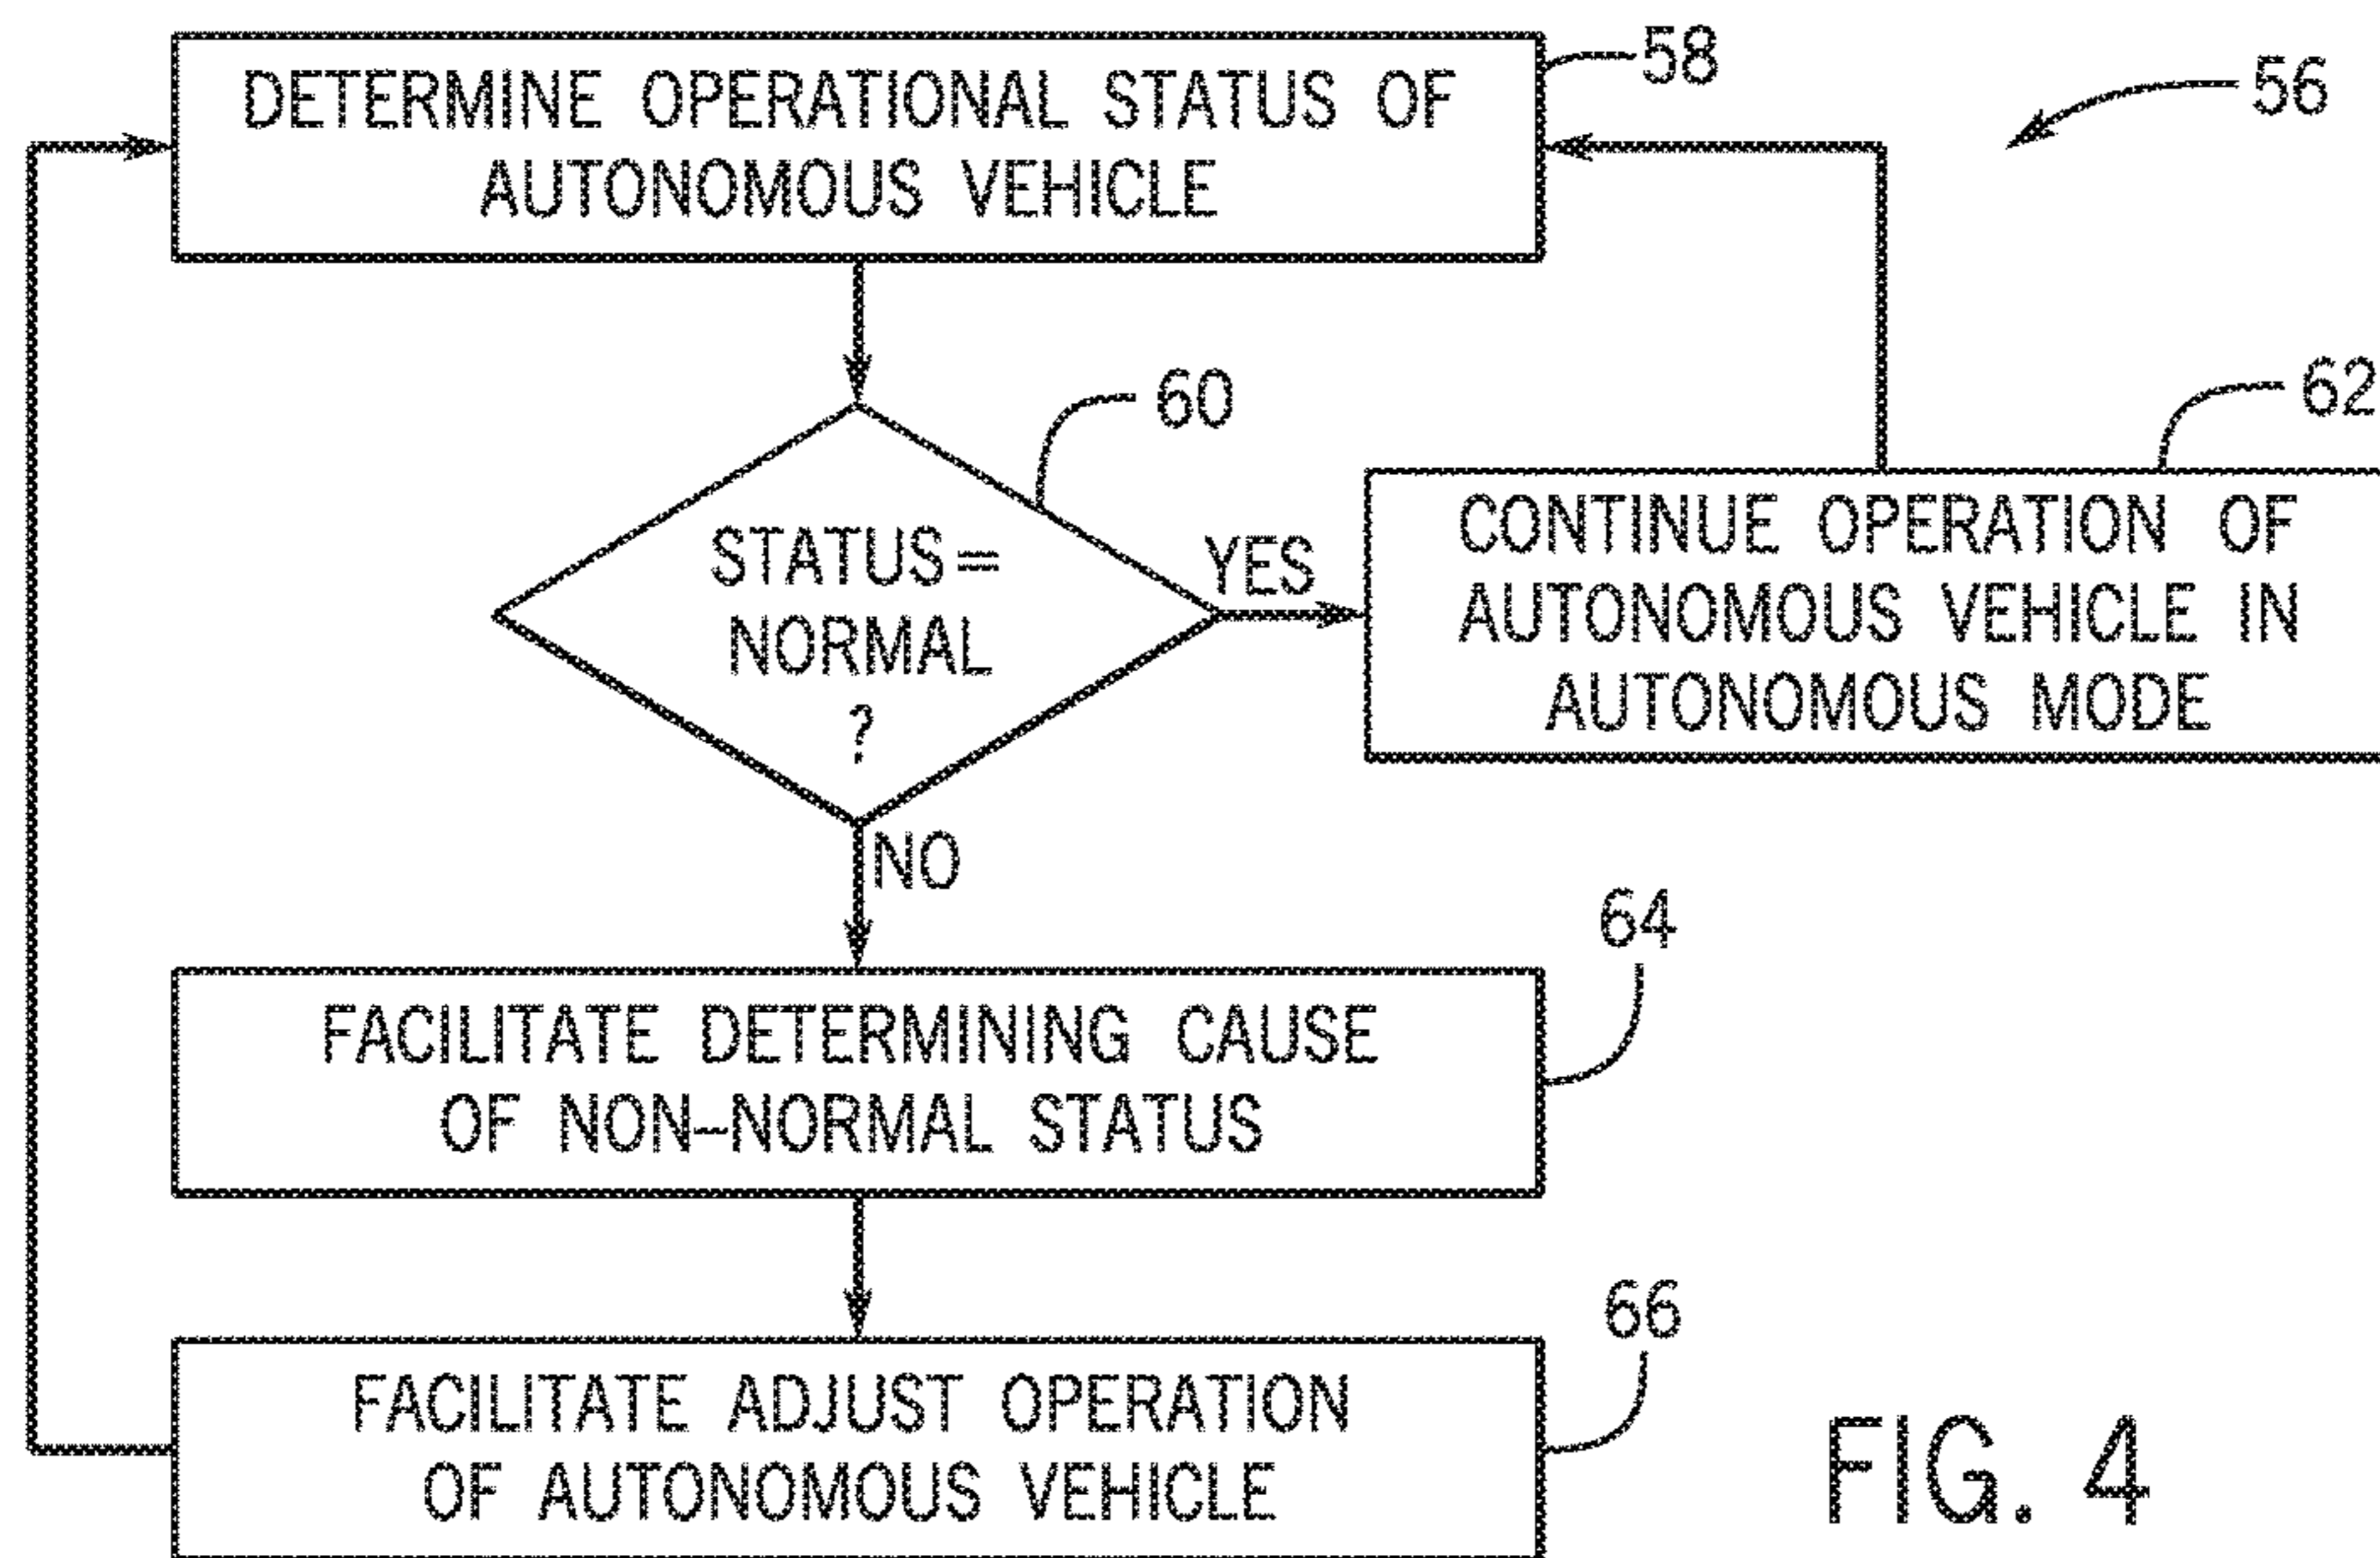 DETERMINE OPERATIONAL STATUS OF
AUTONOMOUS VEHICLE
58
56
60
STATUS=
NORMAL
?
YES
62
CONTINUE OPERATION OF
AUTONOMOUS VEHICLE IN
AUTONOMOUS MODE
NO
64
FACILITATE DETERMINING CAUSE
OF NON-NORMAL STATUS
66
FACILITATE ADJUST OPERATION
OF AUTONOMOUS VEHICLE
FIG. 4